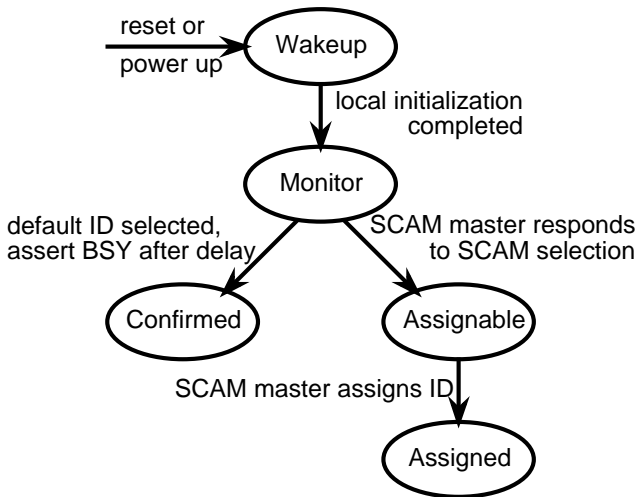 reset or
power up
Wakeup
local initialization
completed
Monitor
default ID selected,
assert BSY after delay
SCAM master responds
to SCAM selection
Confirmed
Assignable
SCAM master assigns ID
Assigned